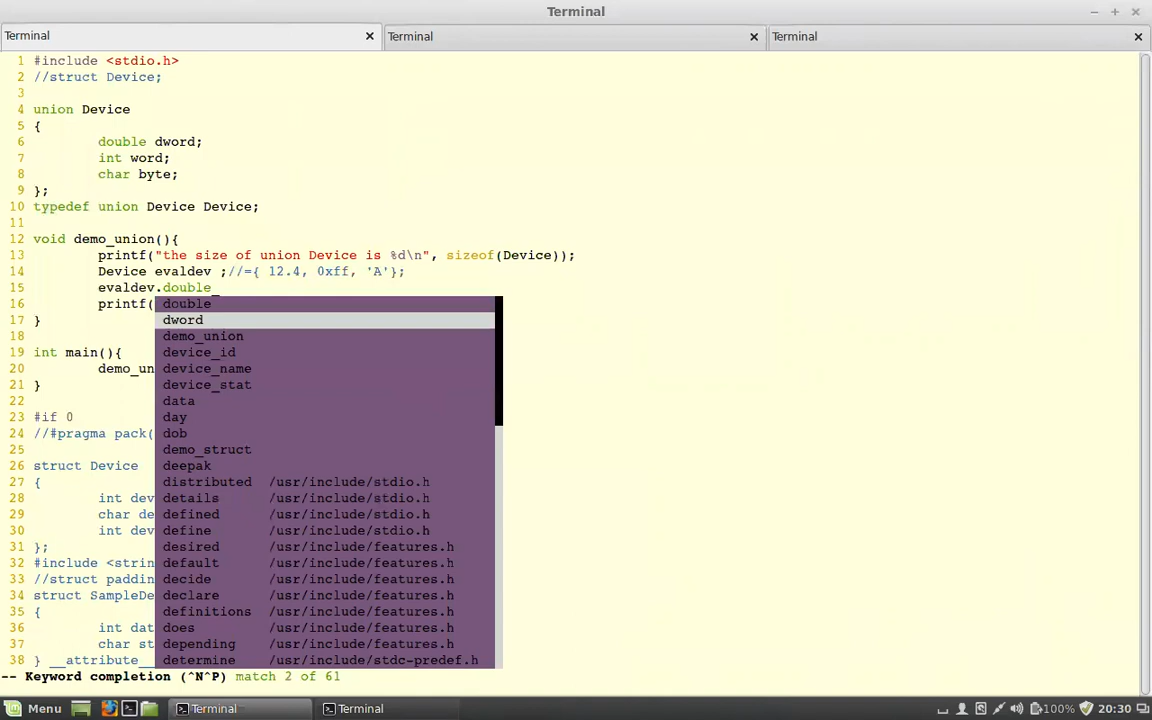 Terminal
Terminal
Terminal
Terminal
1 #include <stdio.h>
2 //struct Device;
3
4 union Device
5 {
6 double dword;
7 int word;
8 char byte;
9 };
10 typedef union Device Device;
11
12 void demo_union(){
13 printf("the size of union Device is %d\n", sizeof(Device));
14 Device evaldev ;//={ 12.4, 0xff, 'A'};
15 evaldev.double_
16 printf(
17 }
18
19 int main(){
20 demo_un
21 }
22
23 #if 0
24 //#pragma pack(
25
26 struct Device
27 {
28 int dev
29 char de
30 int dev
31 };
32 #include <strin
33 //struct paddin
34 struct SampleDe
35 {
36 int dat
37 char st
38 } __attribute__
double
dword
demo_union
device_id
device_name
device_stat
data
day
dob
demo_struct
deepak
distributed /usr/include/stdio.h
details /usr/include/stdio.h
defined /usr/include/stdio.h
define /usr/include/stdio.h
desired /usr/include/features.h
default /usr/include/features.h
decide /usr/include/features.h
declare /usr/include/features.h
definitions /usr/include/features.h
does /usr/include/features.h
depending /usr/include/features.h
determine /usr/include/stdc-predef.h
-- Keyword completion (^N^P) match 2 of 61
Menu Terminal Terminal 100% 20:30